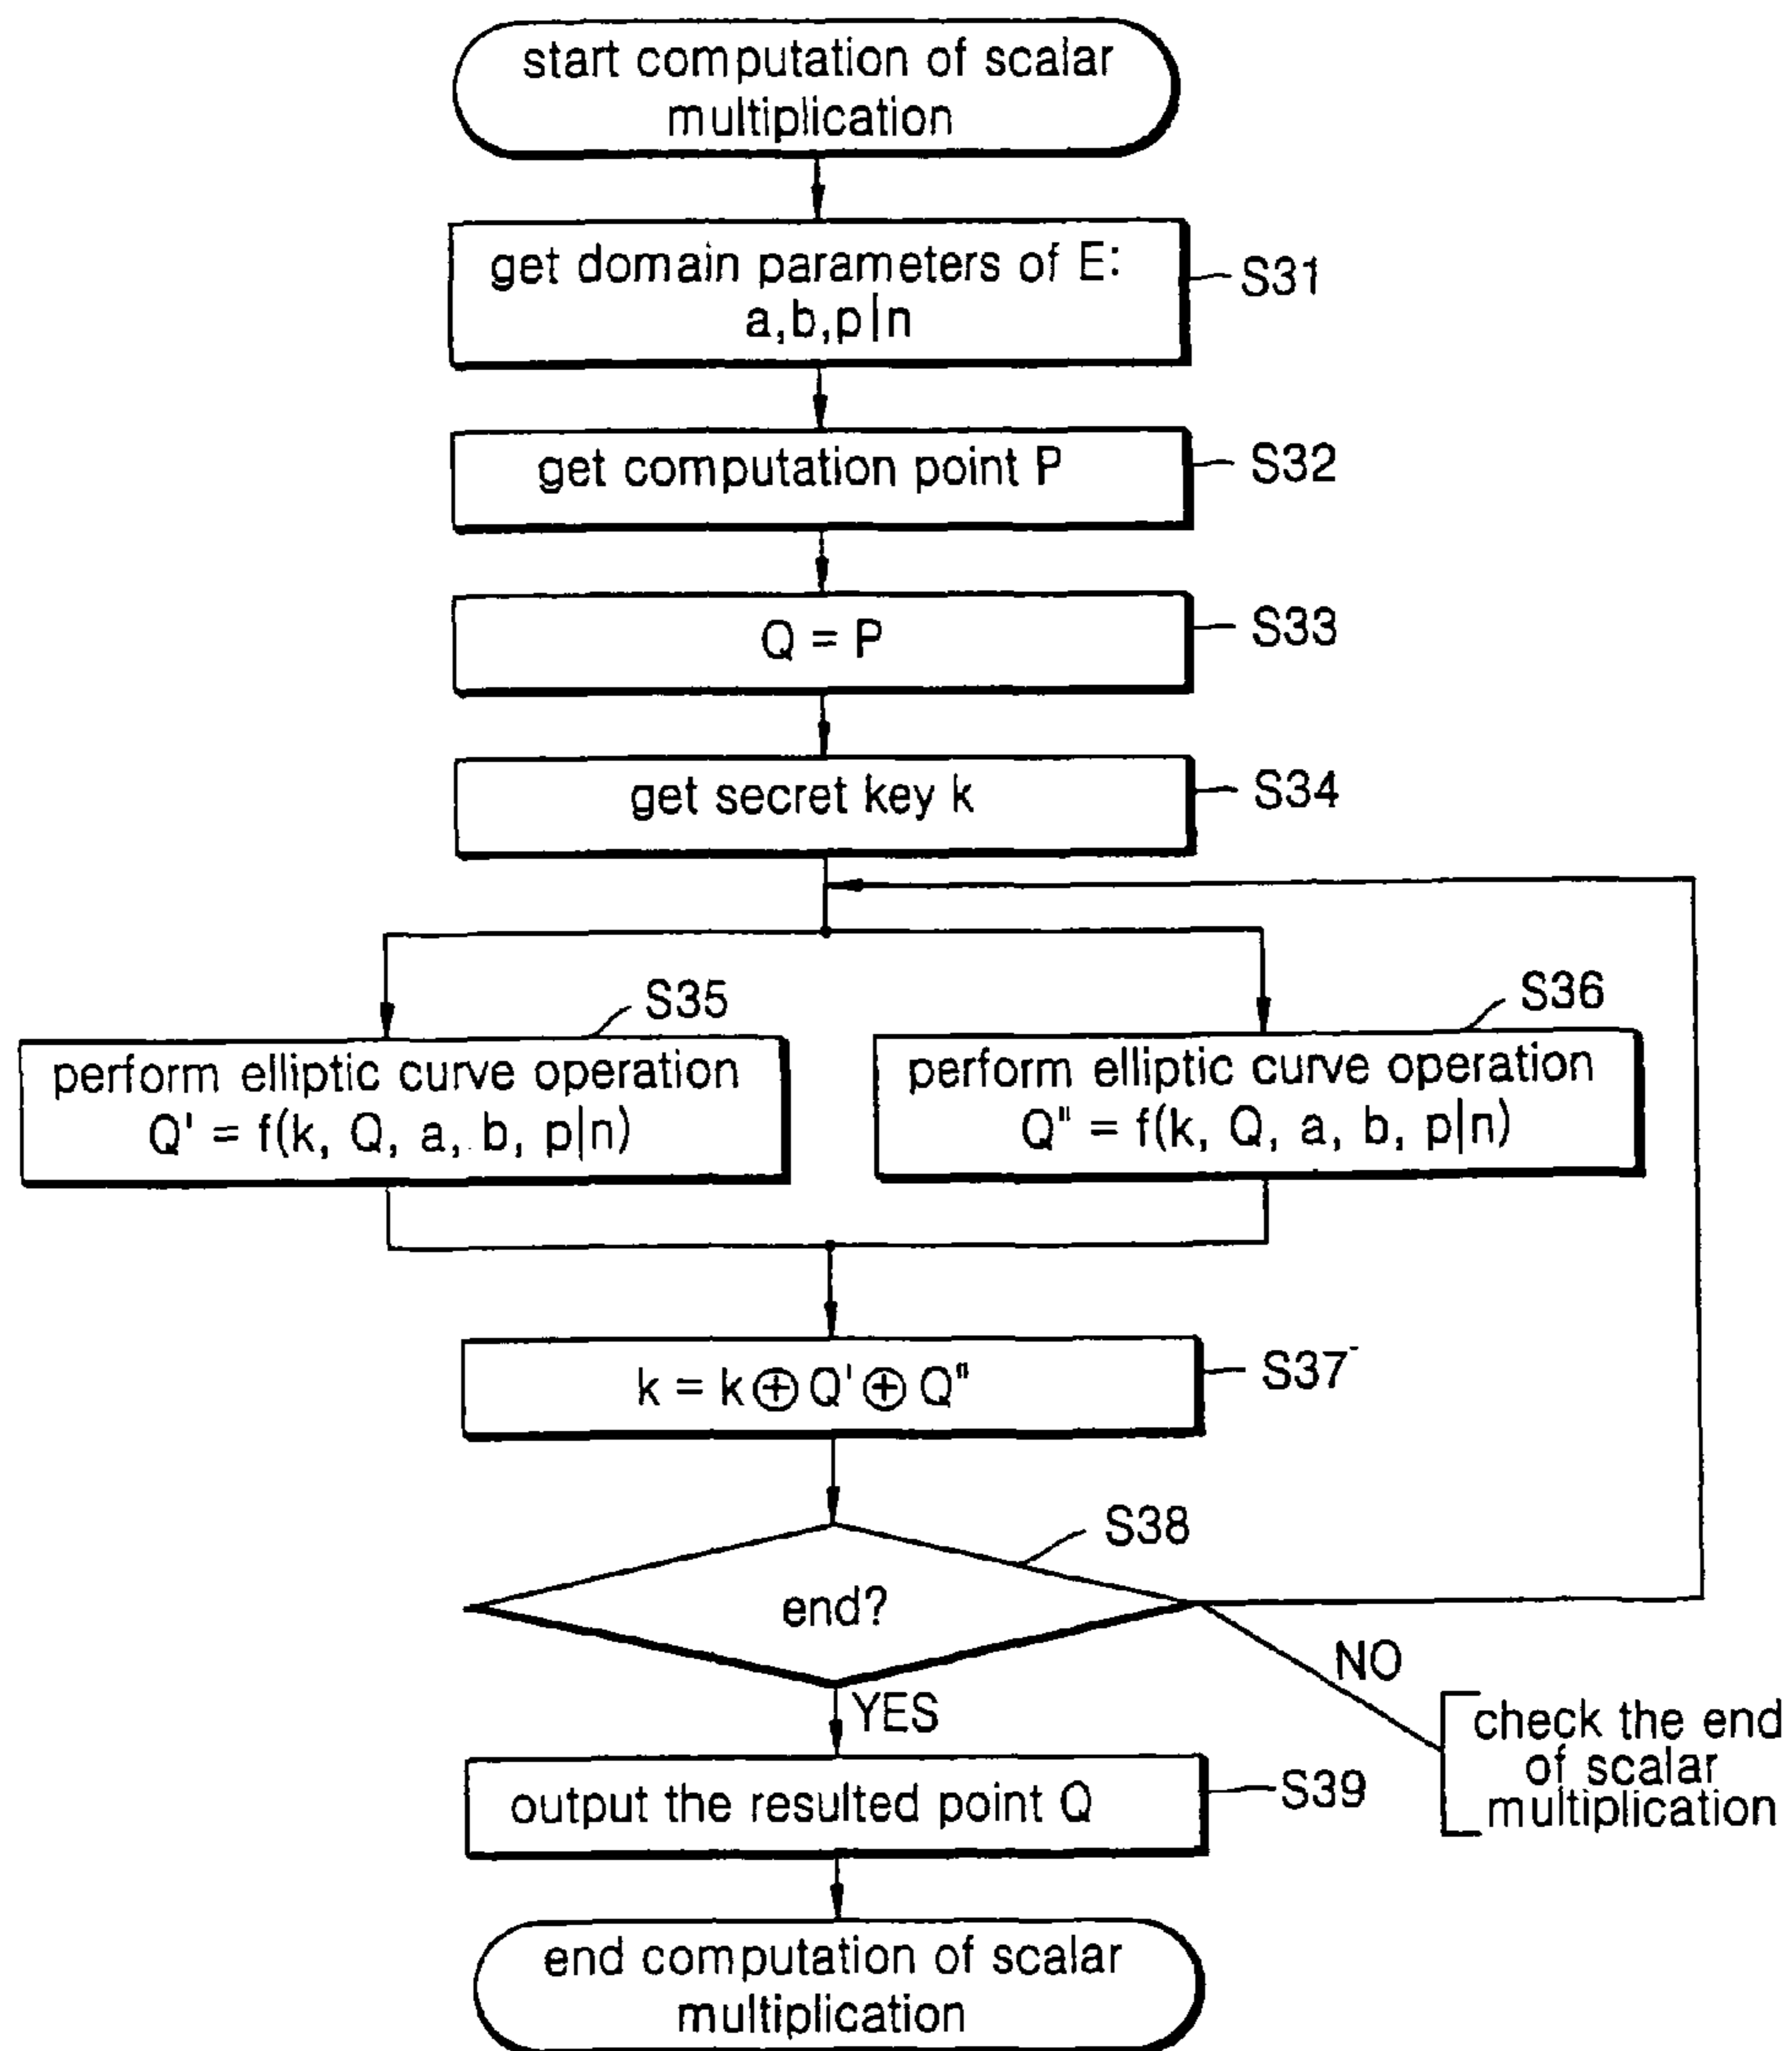 start computation of scalar
multiplication
get domain parameters of E:
a,b,p|n
S31
get computation point P
S32
Q = P
S33
get secret key k
S34
S35
perform elliptic curve operation
Q' = f(k, Q, a, b, p|n)
S36
perform elliptic curve operation
Q" = f(k, Q, a, b, p|n)
k = k ⊕ Q' ⊕ Q"
S37
S38
end?
NO
check the end
of scalar
multiplication
YES
output the resulted point Q
S39
end computation of scalar
multiplication